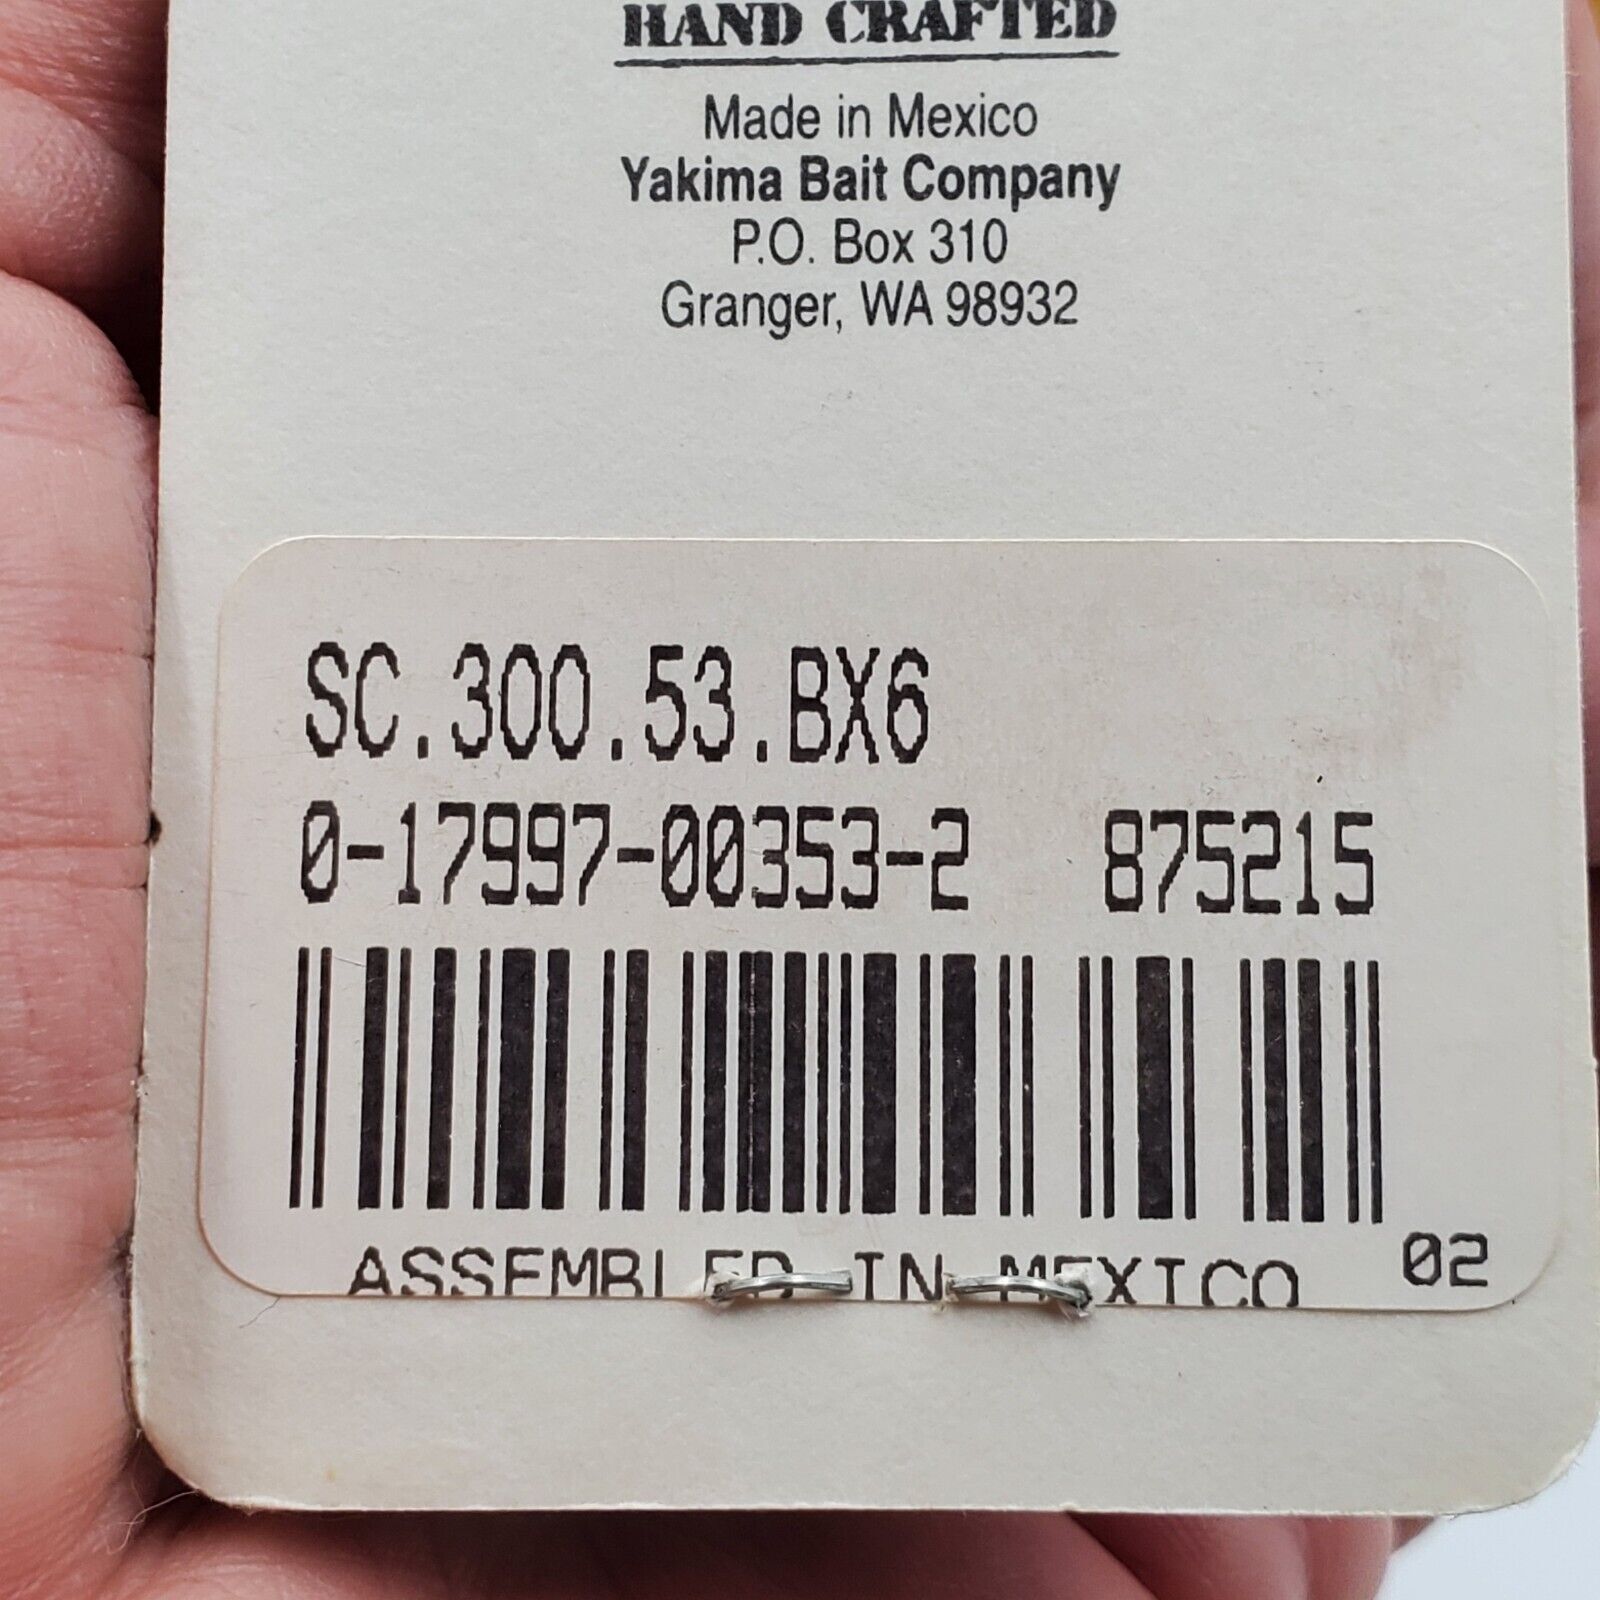 HAND CRAFTED
Made in Mexico
Yakima Bait Company
P.O. Box 310
Granger, WA 98932
SC.300.53.BX6
0-17997-00353-2 875215
ASSEMBLED IN MEXICO 02